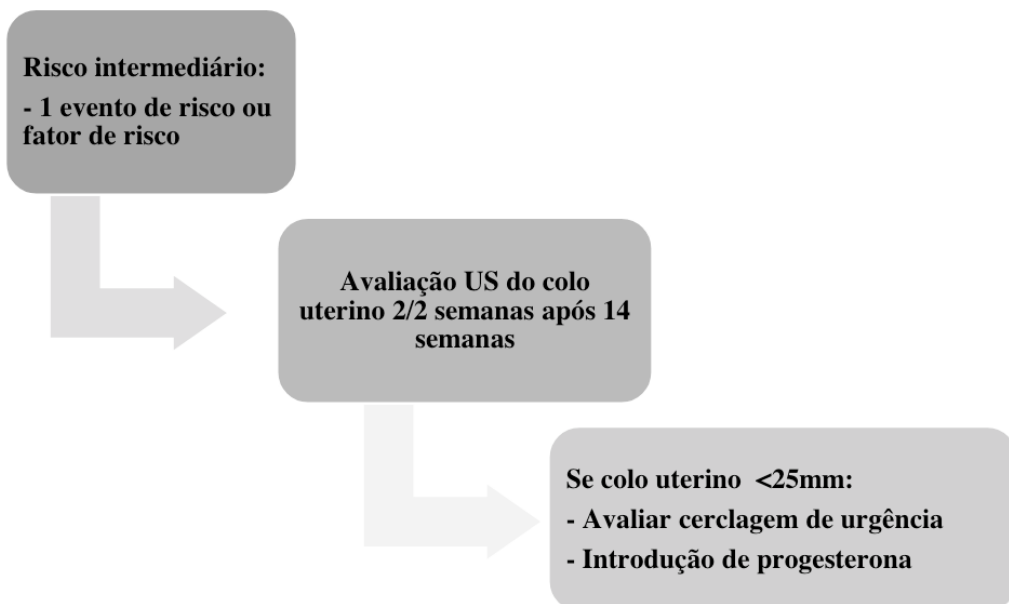 Risco intermediário:
- 1 evento de risco ou
fator de risco
Avaliação US do colo
uterino 2/2 semanas após 14
semanas
Se colo uterino <25mm:
- Avaliar cerclagem de urgência
- Introdução de progesterona